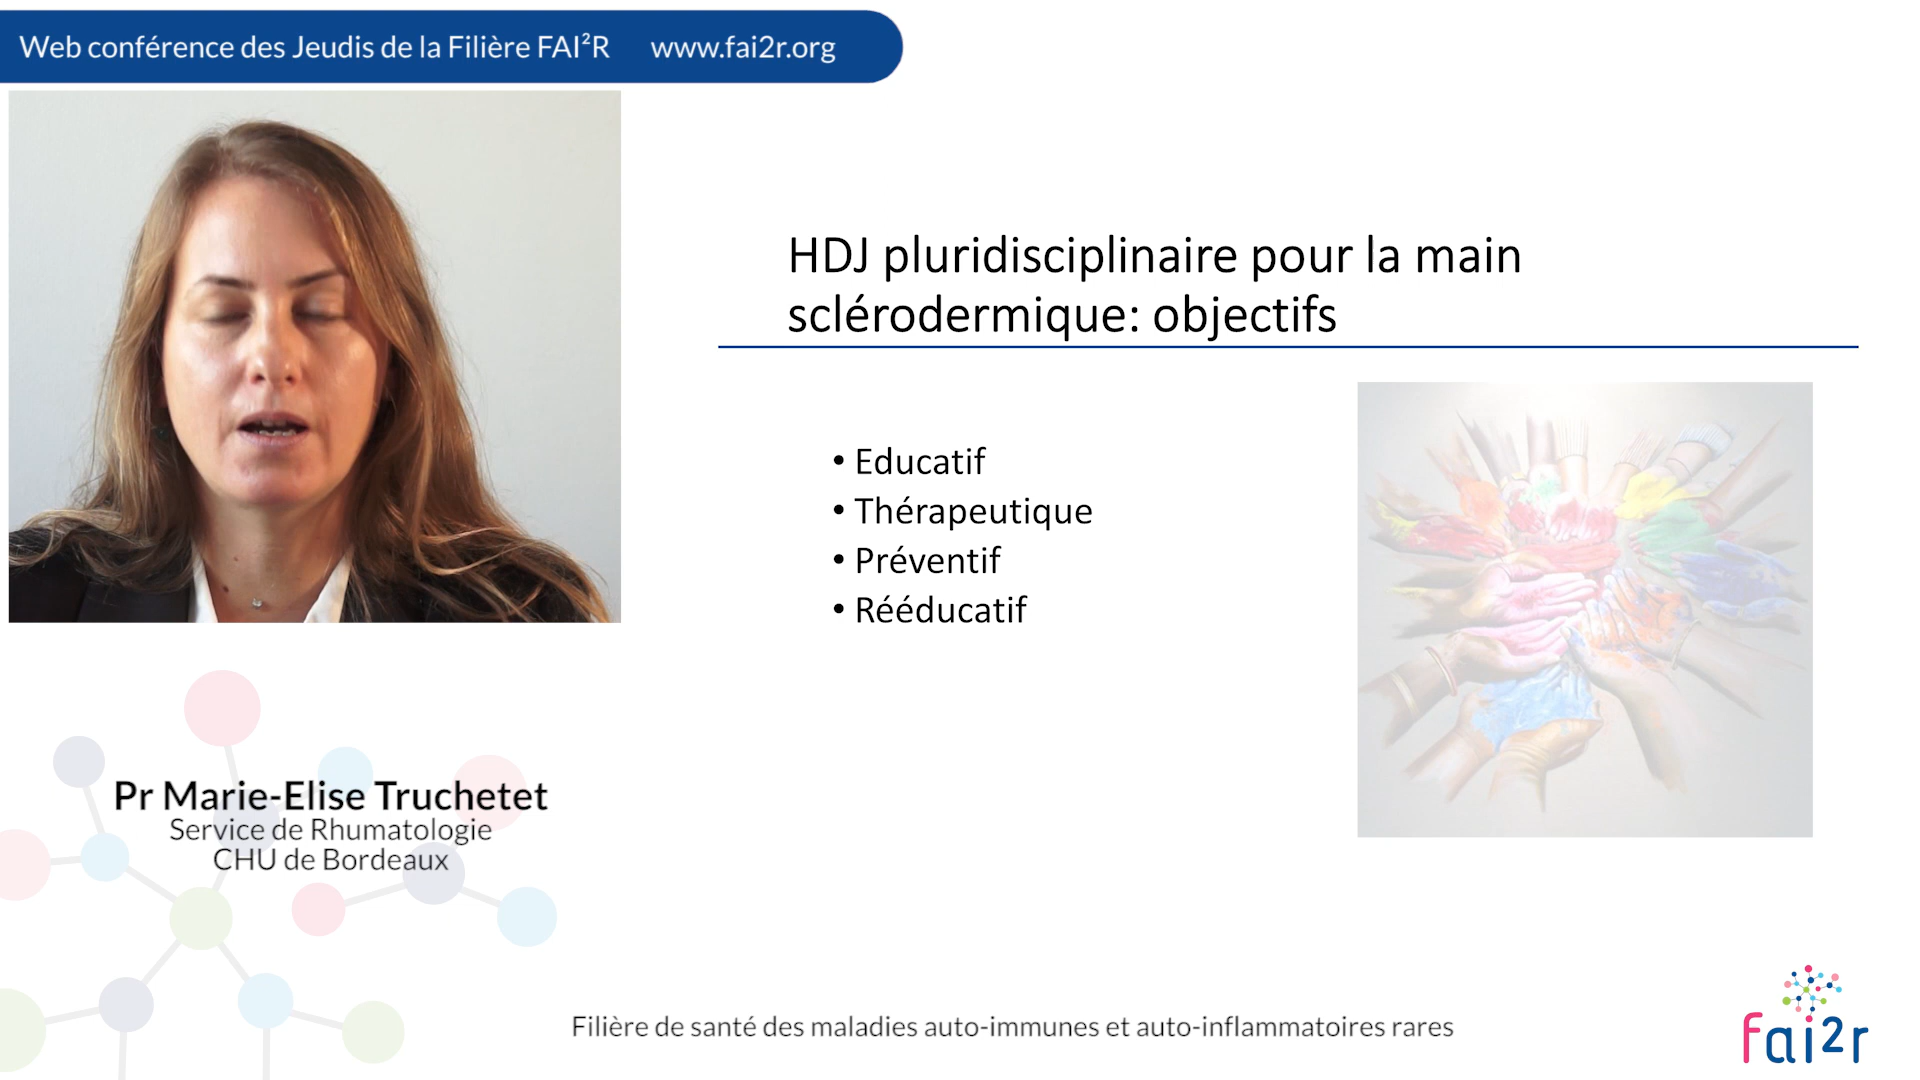 Web conférence des Jeudis de la Filière FAI²R www.fai2r.org
HDJ pluridisciplinaire pour la main
sclérodermique: objectifs
• Educatif
• Thérapeutique
• Préventif
• Rééducatif
Pr Marie-Elise Truchetet
Service de Rhumatologie
CHU de Bordeaux
Filière de santé des maladies auto-immunes et auto-inflammatoires rares
fai2r